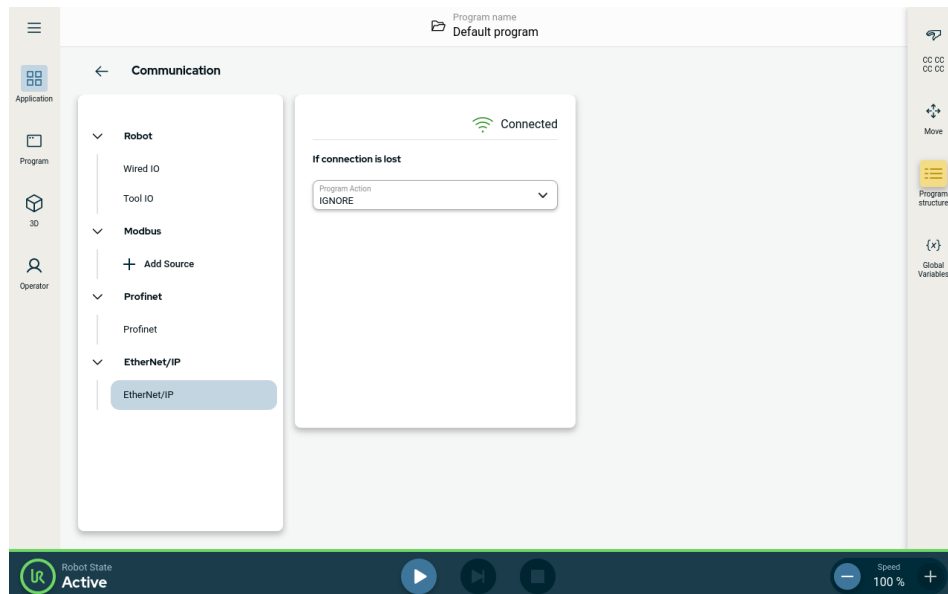 Program name
Default program
Application
Program
3D
Operator
Communication
Robot
Wired IO
Tool IO
Modbus
Add Source
Profinet
Profinet
EtherNet/IP
EtherNet/IP
Connected
If connection is lost
Program Action
IGNORE
CC CC
CC CC
Move
Program
structure
{x}
Global
Variables
UR
Robot State
Active
Speed
100 %